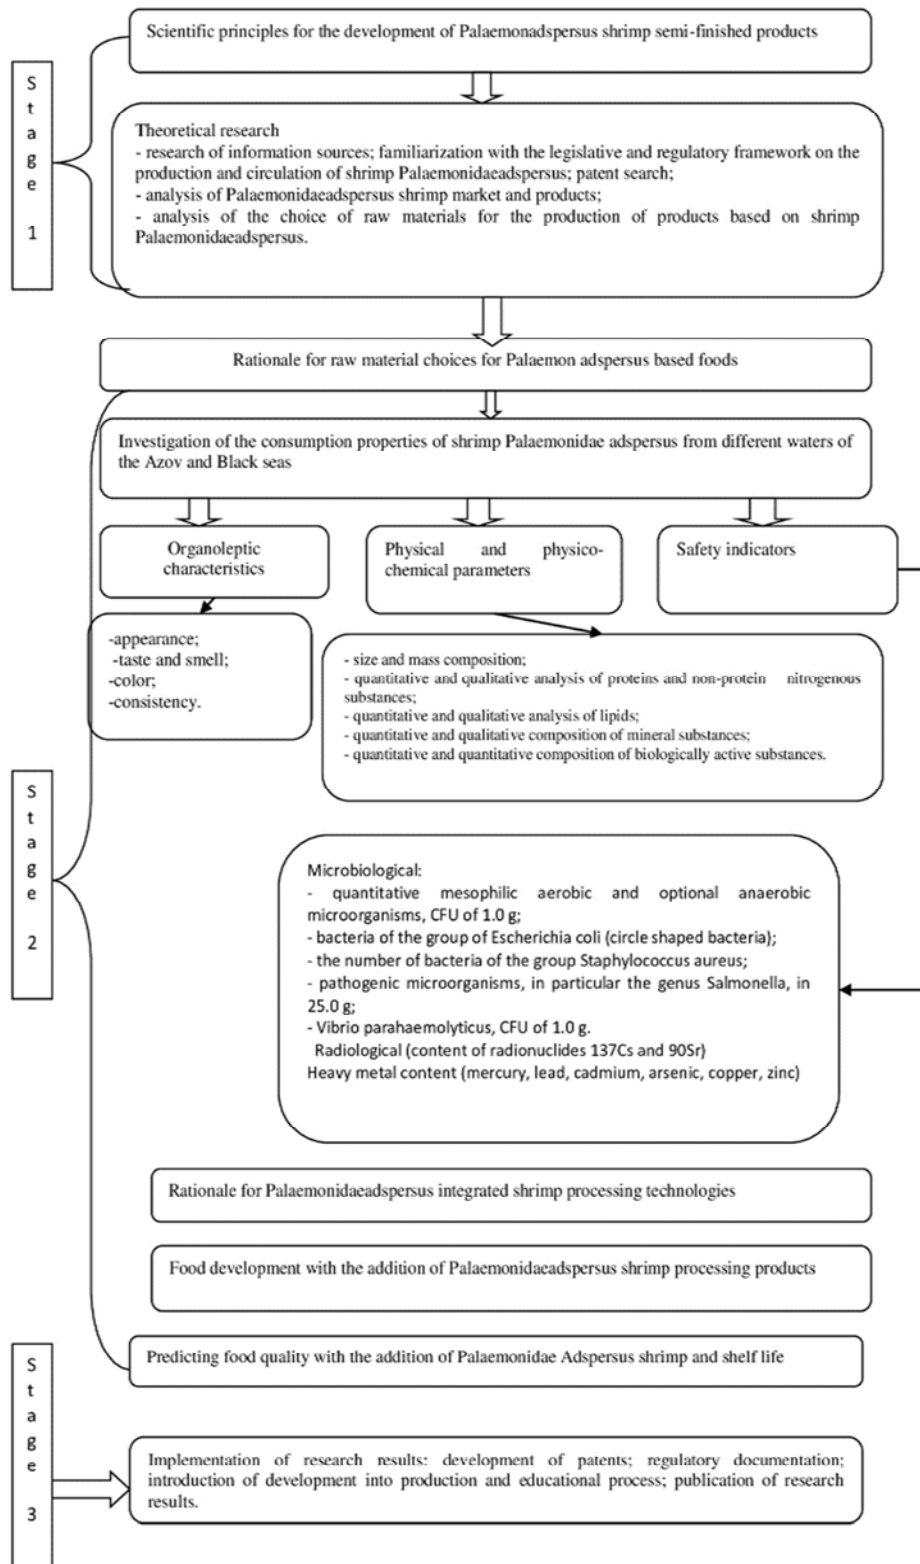 Scientific principles for the development of Palaemonadspersus shrimp semi-finished products
Stage 1
Theoretical research
- research of information sources; familiarization with the legislative and regulatory framework on the
production and circulation of shrimp Palaemonidaeadspersus; patent search;
- analysis of Palaemonidaeadspersus shrimp market and products;
- analysis of the choice of raw materials for the production of products based on shrimp
Palaemonidaeadspersus.
Rationale for raw material choices for Palaemon adspersus based foods
Investigation of the consumption properties of shrimp Palaemonidae adspersus from different waters of
the Azov and Black seas
Organoleptic
characteristics
Physical and physico-
chemical parameters
Safety indicators
-appearance;
-taste and smell;
-color;
-consistency.
- size and mass composition;
- quantitative and qualitative analysis of proteins and non-protein nitrogenous
substances;
- quantitative and qualitative analysis of lipids;
- quantitative and qualitative composition of mineral substances;
- quantitative and quantitative composition of biologically active substances.
Stage 2
Microbiological:
- quantitative mesophilic aerobic and optional anaerobic
microorganisms, CFU of 1.0 g;
- bacteria of the group of Escherichia coli (circle shaped bacteria);
- the number of bacteria of the group Staphylococcus aureus;
- pathogenic microorganisms, in particular the genus Salmonella, in
25.0 g;
- Vibrio parahaemolyticus, CFU of 1.0 g.
Radiological (content of radionuclides 137Cs and 90Sr)
Heavy metal content (mercury, lead, cadmium, arsenic, copper, zinc)
Rationale for Palaemonidaeadspersus integrated shrimp processing technologies
Food development with the addition of Palaemonidaeadspersus shrimp processing products
Predicting food quality with the addition of Palaemonidae Adspersus shrimp and shelf life
Stage 3
Implementation of research results: development of patents; regulatory documentation;
introduction of development into production and educational process; publication of research
results.